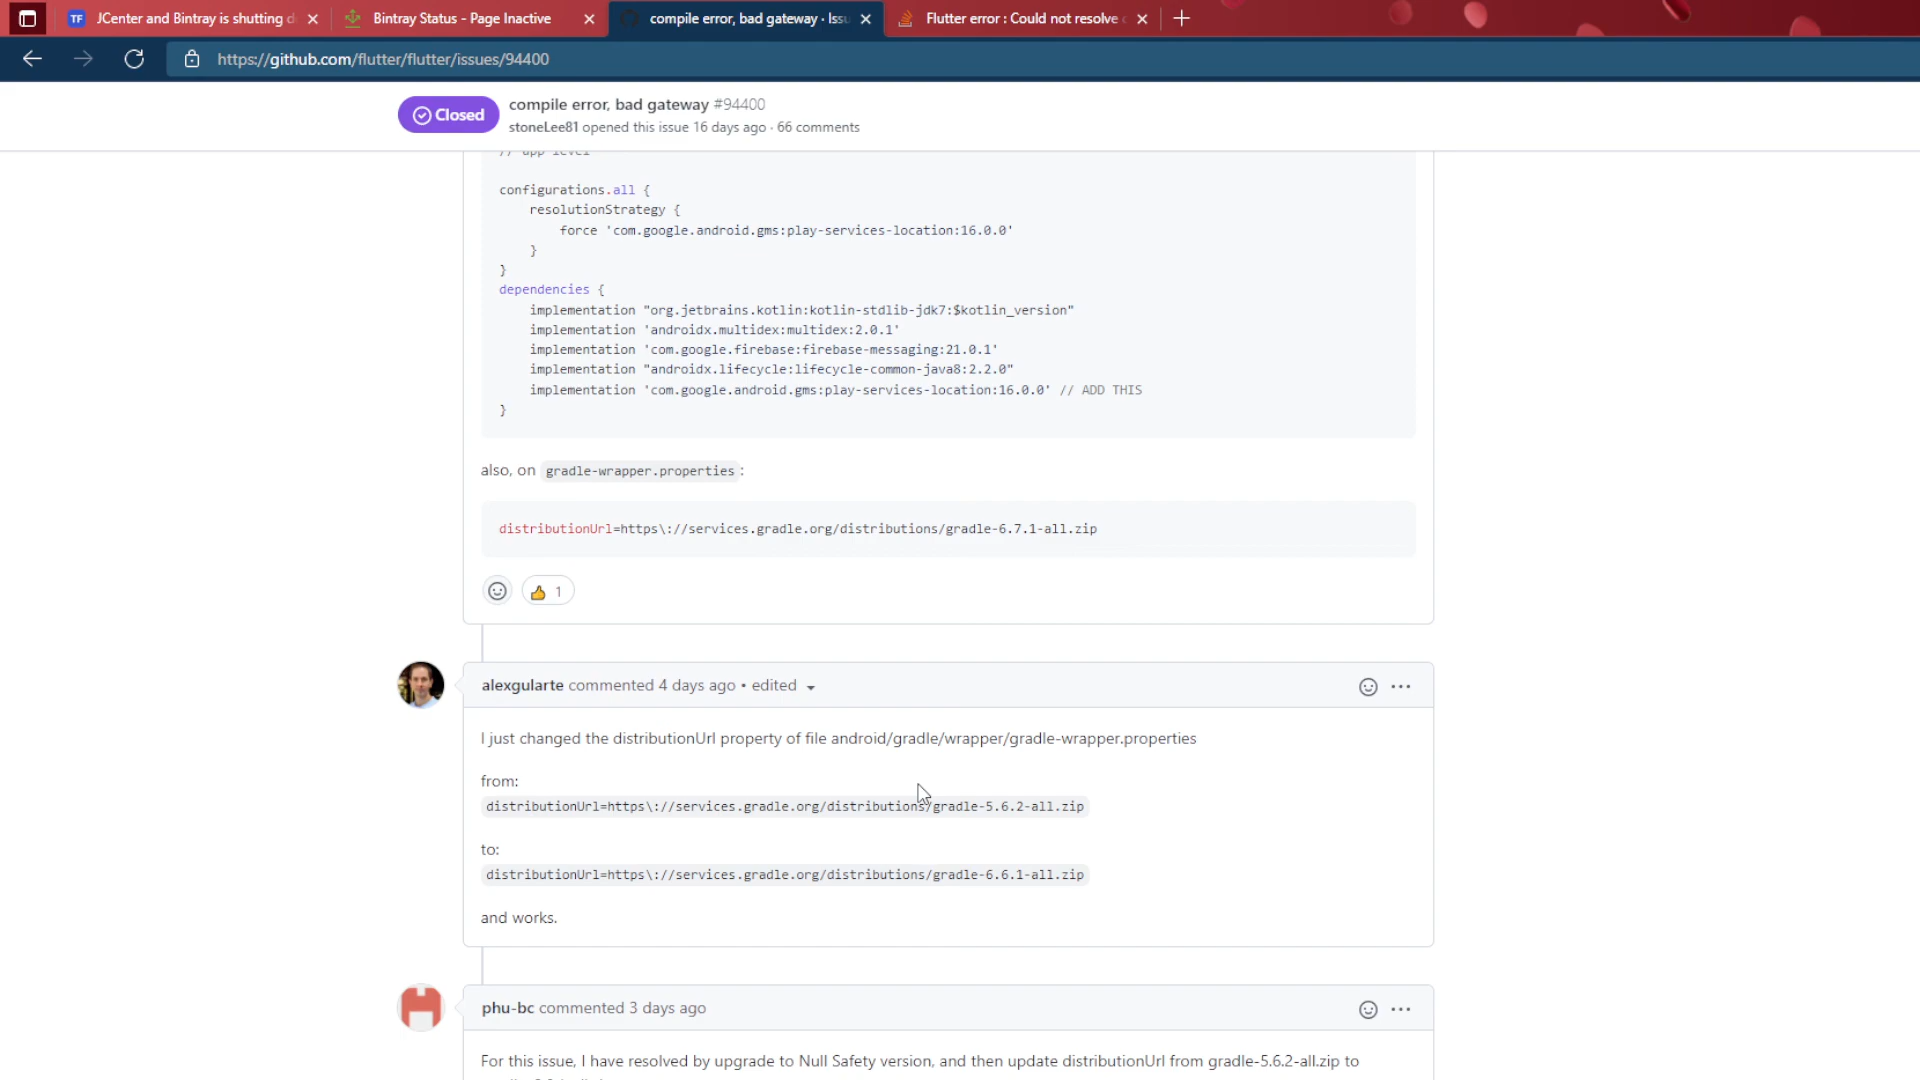 JCenter and Bintray is shutting d
Bintray Status - Page Inactive
compile error, bad gateway · Issu
Flutter error : Could not resolve
https://github.com/flutter/flutter/issues/94400
Closed
compile error, bad gateway #94400
stoneLee81 opened this issue 16 days ago · 66 comments
// app level
configurations.all {
resolutionStrategy {
force 'com.google.android.gms:play-services-location:16.0.0'
}
}
dependencies {
implementation "org.jetbrains.kotlin:kotlin-stdlib-jdk7:$kotlin_version"
implementation 'androidx.multidex:multidex:2.0.1'
implementation 'com.google.firebase:firebase-messaging:21.0.1'
implementation "androidx.lifecycle:lifecycle-common-java8:2.2.0"
implementation 'com.google.android.gms:play-services-location:16.0.0' // ADD THIS
}
also, on gradle-wrapper.properties:
distributionUrl=https\://services.gradle.org/distributions/gradle-6.7.1-all.zip
1
alexgularte commented 4 days ago • edited
I just changed the distributionUrl property of file android/gradle/wrapper/gradle-wrapper.properties
from:
distributionUrl=https\://services.gradle.org/distributions/gradle-5.6.2-all.zip
to:
distributionUrl=https\://services.gradle.org/distributions/gradle-6.6.1-all.zip
and works.
phu-bc commented 3 days ago
For this issue, I have resolved by upgrade to Null Safety version, and then update distributionUrl from gradle-5.6.2-all.zip to